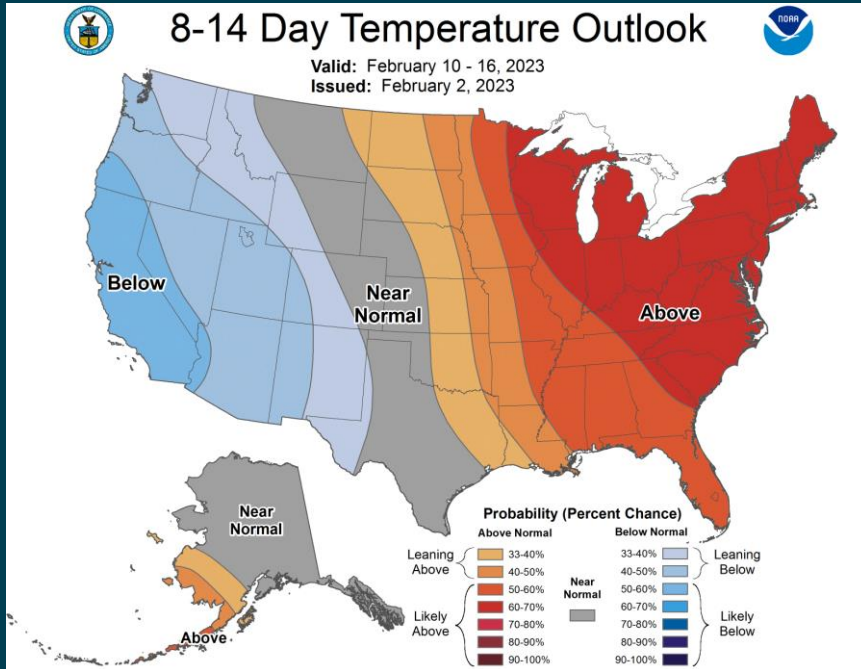 8-14 Day Temperature Outlook
NOAA
Valid: February 10 - 16, 2023
Issued: February 2, 2023
Below
Near
Normal
Above
Near
Normal
Above
Probability (Percent Chance)
Above Normal
Below Normal
Leaning
Above
33-40%
40-50%
Likely
Above
50-60%
60-70%
70-80%
80-90%
90-100%
Near
Normal
33-40%
40-50%
Leaning
Below
50-60%
60-70%
70-80%
80-90%
90-100%
Likely
Below